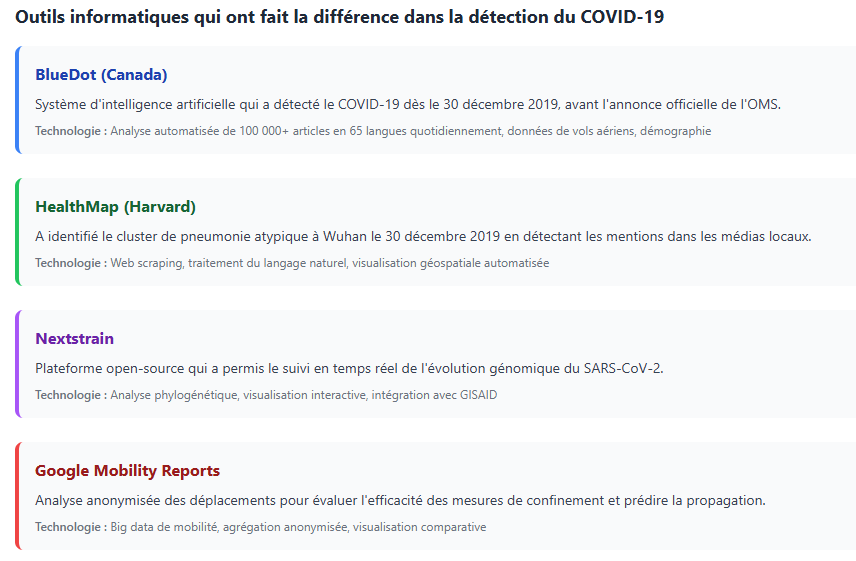 Outils informatiques qui ont fait la différence dans la détection du COVID-19
BlueDot (Canada)
Système d'intelligence artificielle qui a détecté le COVID-19 dès le 30 décembre 2019, avant l'annonce officielle de l'OMS.
Technologie : Analyse automatisée de 100 000+ articles en 65 langues quotidiennement, données de vols aériens, démographie
HealthMap (Harvard)
A identifié le cluster de pneumonie atypique à Wuhan le 30 décembre 2019 en détectant les mentions dans les médias locaux.
Technologie : Web scraping, traitement du langage naturel, visualisation géospatiale automatisée
Nextstrain
Plateforme open-source qui a permis le suivi en temps réel de l'évolution génomique du SARS-CoV-2.
Technologie : Analyse phylogénétique, visualisation interactive, intégration avec GISAID
Google Mobility Reports
Analyse anonymisée des déplacements pour évaluer l'efficacité des mesures de confinement et prédire la propagation.
Technologie : Big data de mobilité, agrégation anonymisée, visualisation comparative